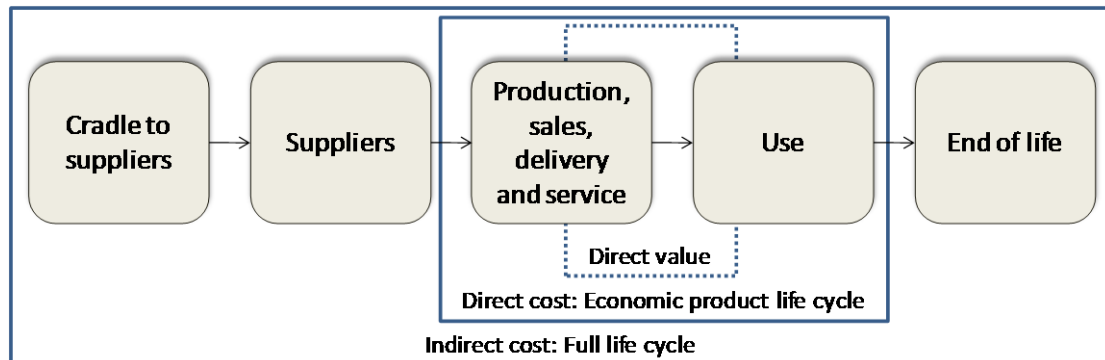 Cradle to
suppliers
Suppliers
Production,
sales,
delivery
and service
Use
End of life
Direct value
Direct cost: Economic product life cycle
Indirect cost: Full life cycle